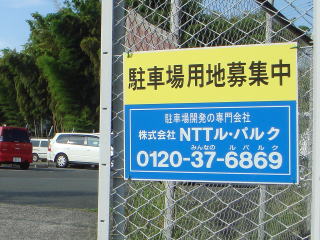 駐車場用地募集中
駐車場開発の専門会社
株式会社 NTTル・パルク
みんなの ルパルク
0120-37-6869